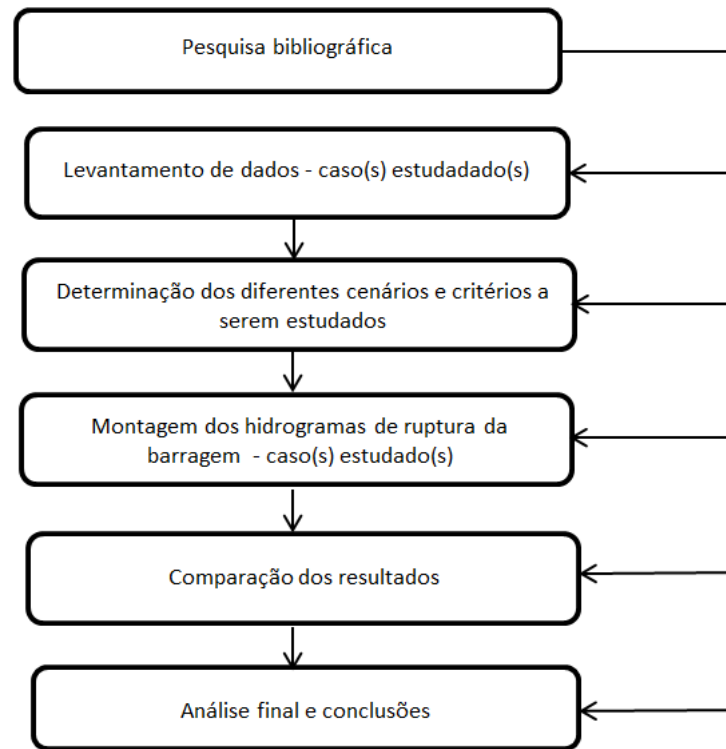 Pesquisa bibliográfica
Levantamento de dados - caso(s) estudadado(s)
Determinação dos diferentes cenários e critérios a
serem estudados
Montagem dos hidrogramas de ruptura da
barragem - caso(s) estudado(s)
Comparação dos resultados
Análise final e conclusões